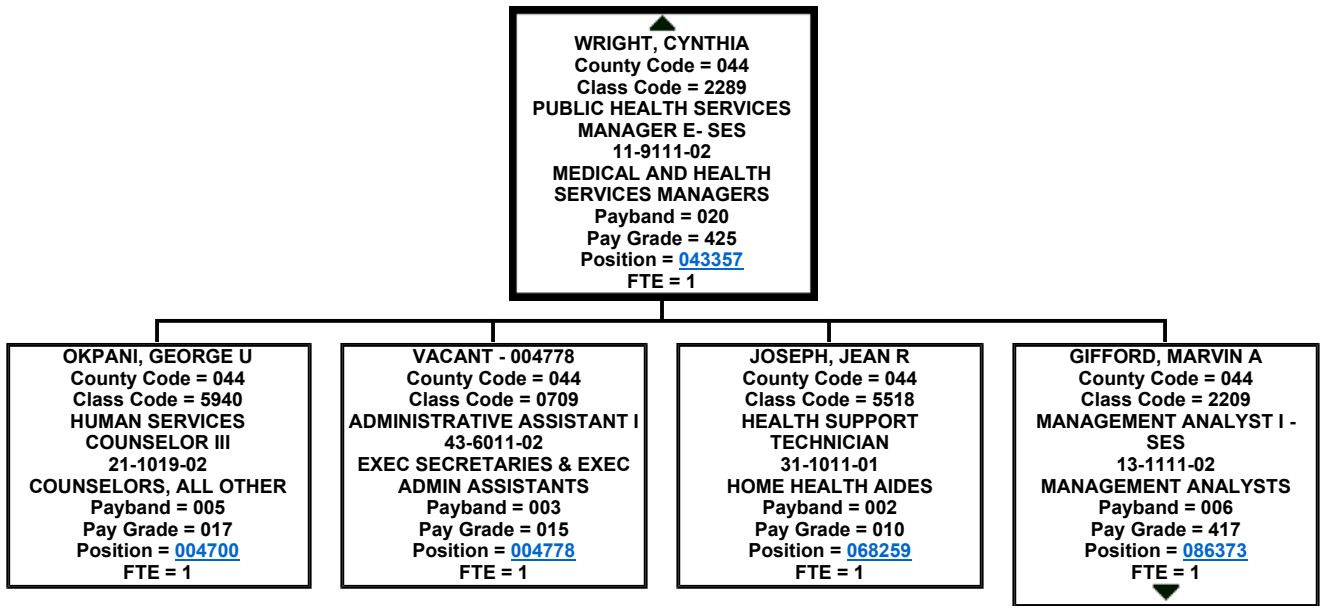 WRIGHT, CYNTHIA
County Code = 044
Class Code = 2289
PUBLIC HEALTH SERVICES
MANAGER E- SES
11-9111-02
MEDICAL AND HEALTH
SERVICES MANAGERS
Payband = 020
Pay Grade = 425
Position = 043357
FTE = 1
OKPANI, GEORGE U
County Code = 044
Class Code = 5940
HUMAN SERVICES
COUNSELOR III
21-1019-02
COUNSELORS, ALL OTHER
Payband = 005
Pay Grade = 017
Position = 004700
FTE = 1
VACANT - 004778
County Code = 044
Class Code = 0709
ADMINISTRATIVE ASSISTANT I
43-6011-02
EXEC SECRETARIES & EXEC
ADMIN ASSISTANTS
Payband = 003
Pay Grade = 015
Position = 004778
FTE = 1
JOSEPH, JEAN R
County Code = 044
Class Code = 5518
HEALTH SUPPORT
TECHNICIAN
31-1011-01
HOME HEALTH AIDES
Payband = 002
Pay Grade = 010
Position = 068259
FTE = 1
GIFFORD, MARVIN A
County Code = 044
Class Code = 2209
MANAGEMENT ANALYST I -
SES
13-1111-02
MANAGEMENT ANALYSTS
Payband = 006
Pay Grade = 417
Position = 086373
FTE = 1